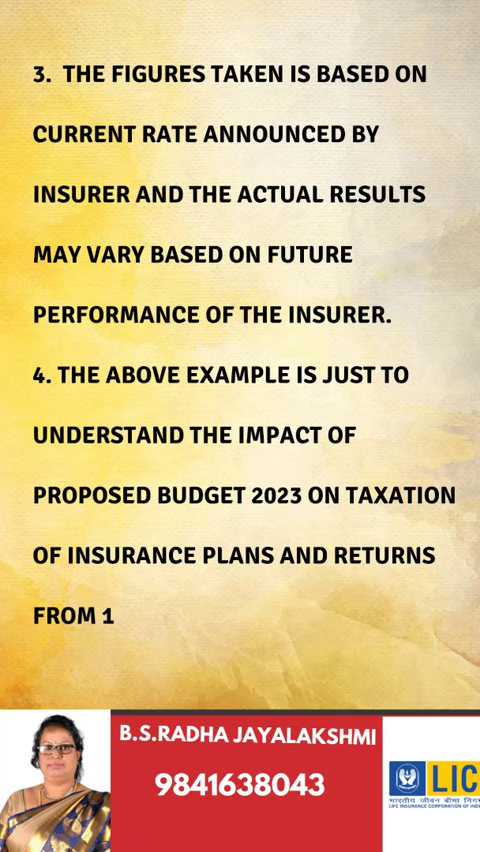 3. THE FIGURES TAKEN IS BASED ON
CURRENT RATE ANNOUNCED BY
INSURER AND THE ACTUAL RESULTS
MAY VARY BASED ON FUTURE
PERFORMANCE OF THE INSURER.
4. THE ABOVE EXAMPLE IS JUST TO
UNDERSTAND THE IMPACT OF
PROPOSED BUDGET 2023 ON TAXATION
OF INSURANCE PLANS AND RETURNS
FROM 1
B.S.RADHA JAYALAKSHMI
9841638043
LIC
भारतीय जीवन बीमा निगम
LIFE INSURANCE CORPORATION OF IND